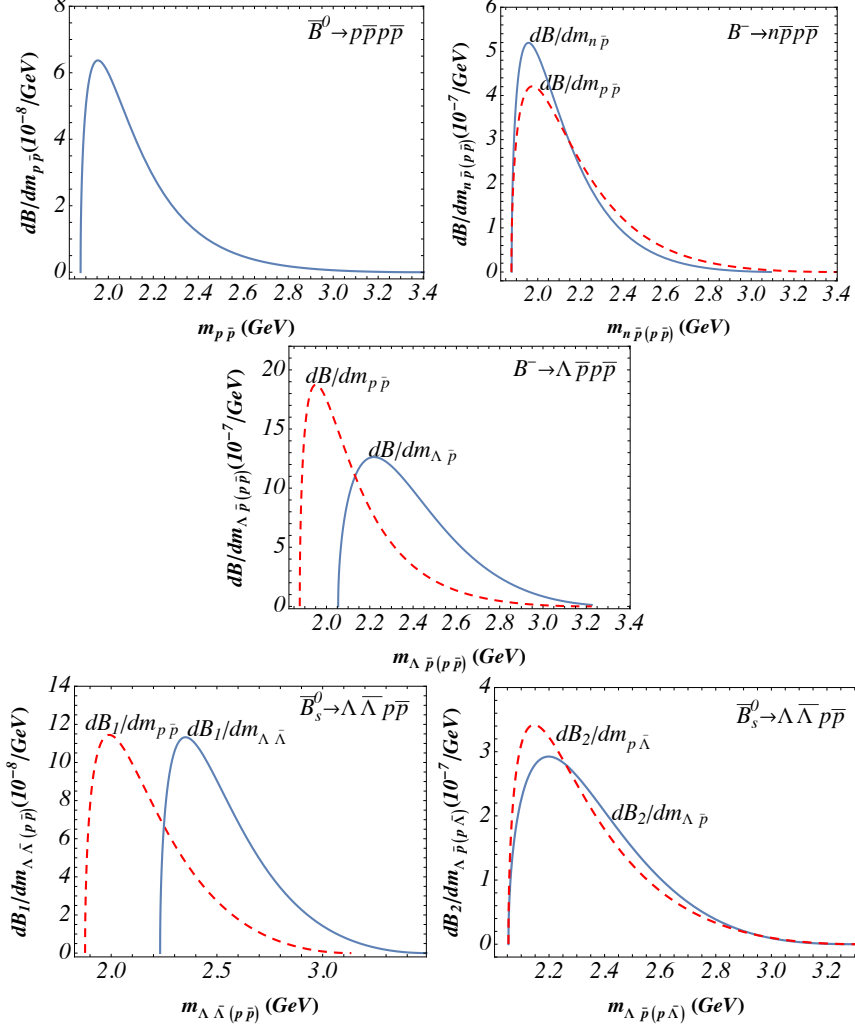 B̅⁰→pp̅pp̅
dB/dm_{pp̅}(10⁻⁸/GeV)
8
6
4
2
0
2.0 2.2 2.4 2.6 2.8 3.0 3.2 3.4
m_{pp̅} (GeV)
B⁻→np̅pp̅
dB/dm_{np̅}
dB/dm_{pp̅}
dB/dm_{np̅(pp̅)}(10⁻⁷/GeV)
6
5
4
3
2
1
0
2.0 2.2 2.4 2.6 2.8 3.0 3.2 3.4
m_{np̅(pp̅)} (GeV)
B⁻→Λp̅pp̅
dB/dm_{pp̅}
dB/dm_{Λp̅}
dB/dm_{Λp̅(pp̅)}(10⁻⁷/GeV)
20
15
10
5
0
2.0 2.2 2.4 2.6 2.8 3.0 3.2 3.4
m_{Λp̅(pp̅)} (GeV)
B̅⁰ₛ→ΛΛ̅pp̅
dB₁/dm_{pp̅}
dB₁/dm_{ΛΛ̅}
dB₁/dm_{ΛΛ̅(pp̅)}(10⁻⁸/GeV)
14
12
10
8
6
4
2
0
2.0 2.5 3.0
m_{ΛΛ̅(pp̅)} (GeV)
B̅⁰ₛ→ΛΛ̅pp̅
dB₂/dm_{pΛ̅}
dB₂/dm_{Λp̅}
dB₂/dm_{Λp̅(pΛ̅)}(10⁻⁷/GeV)
4
3
2
1
0
2.2 2.4 2.6 2.8 3.0 3.2
m_{Λp̅(pΛ̅)} (GeV)